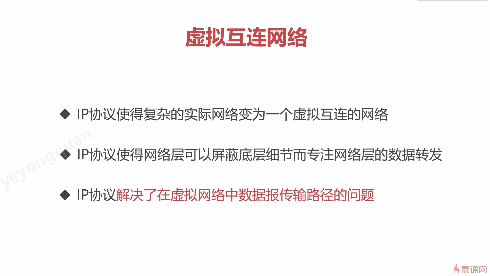 虚拟互连网络
◆ IP协议使得复杂的实际网络变为一个虚拟互连的网络
◆ IP协议使得网络层可以屏蔽底层细节而专注网络层的数据转发
◆ IP协议解决了在虚拟网络中数据报传输路径的问题
yeyongquan
慕课网